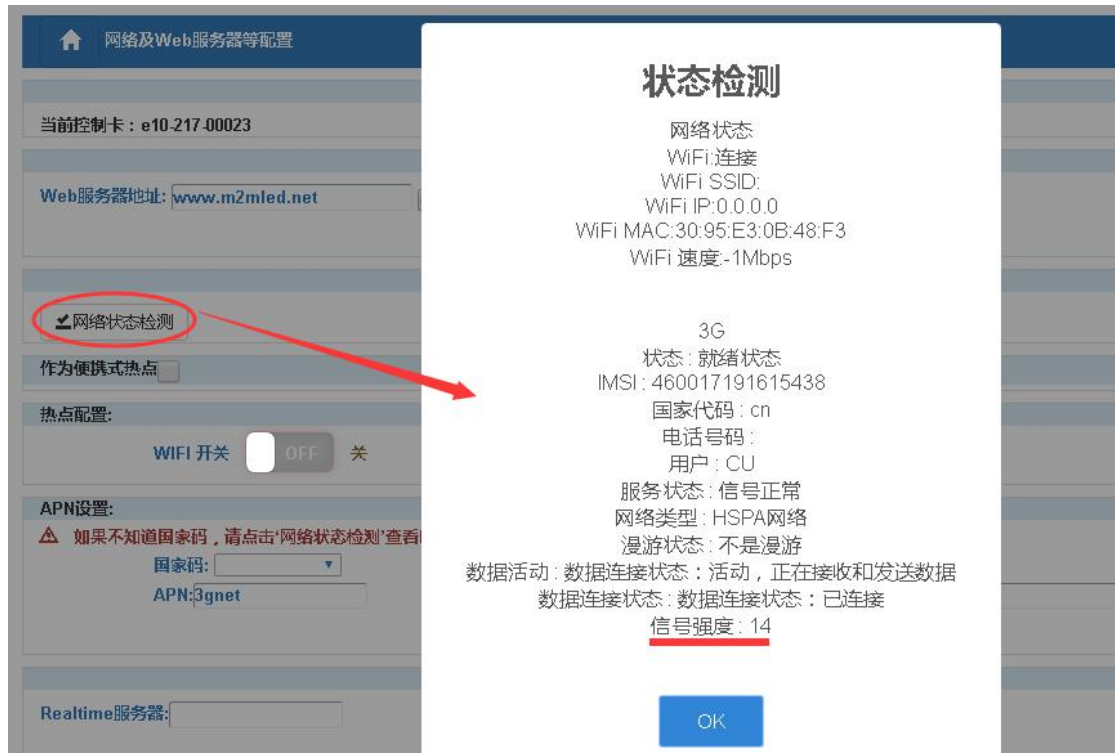 网络及Web服务器等配置
当前控制卡：e10-217-00023
Web服务器地址: www.m2mled.net
网络状态检测
作为便携式热点
热点配置:
WIFI 开关 OFF 关
APN设置:
如果不知道国家码，请点击‘网络状态检测’查看
国家码:
APN:3gnet
Realtime服务器:
状态检测
网络状态
WiFi:连接
WiFi SSID:
WiFi IP:0.0.0.0
WiFi MAC:30:95:E3:0B:48:F3
WiFi 速度:-1Mbps
3G
状态 : 就绪状态
IMSI : 460017191615438
国家代码 : cn
电话号码 :
用户 : CU
服务状态 : 信号正常
网络类型 : HSPA网络
漫游状态 : 不是漫游
数据活动 : 数据连接状态：活动，正在接收和发送数据
数据连接状态 : 数据连接状态：已连接
信号强度 : 14
OK